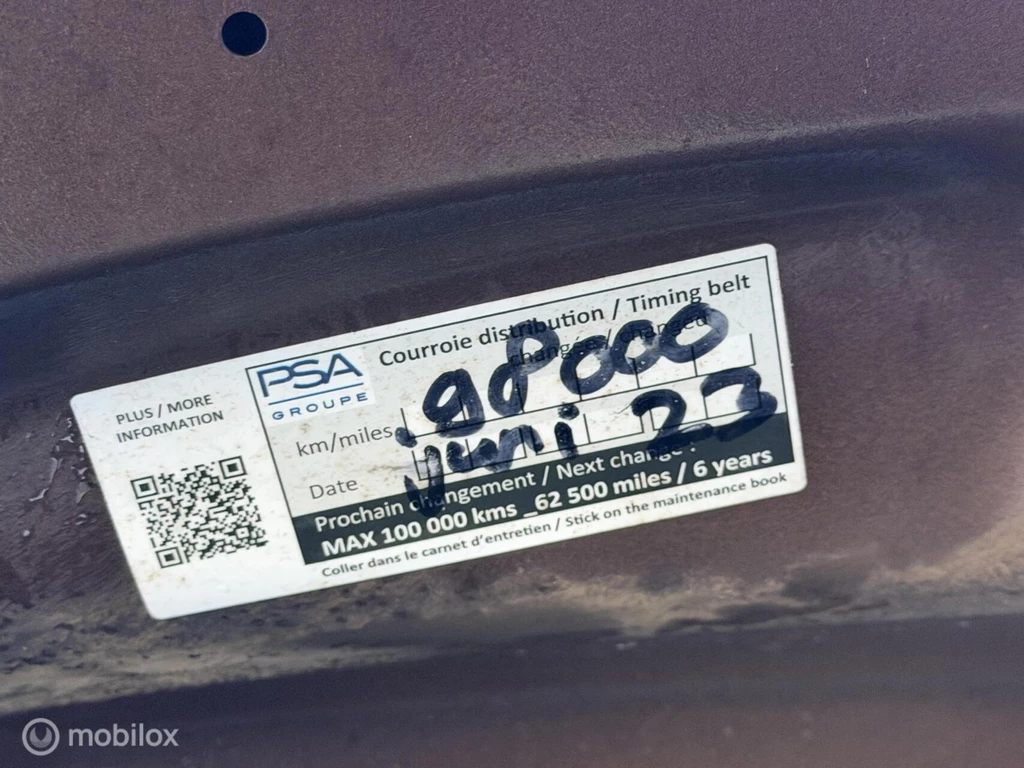 PLUS / MORE
INFORMATION
PSA
GROUPE
Courroie distribution / Timing belt
changée / changed
km/miles
98000
Date
juni 23
Prochain changement / Next change :
MAX 100 000 kms _62 500 miles / 6 years
Coller dans le carnet d'entretien / Stick on the maintenance book
mobilox